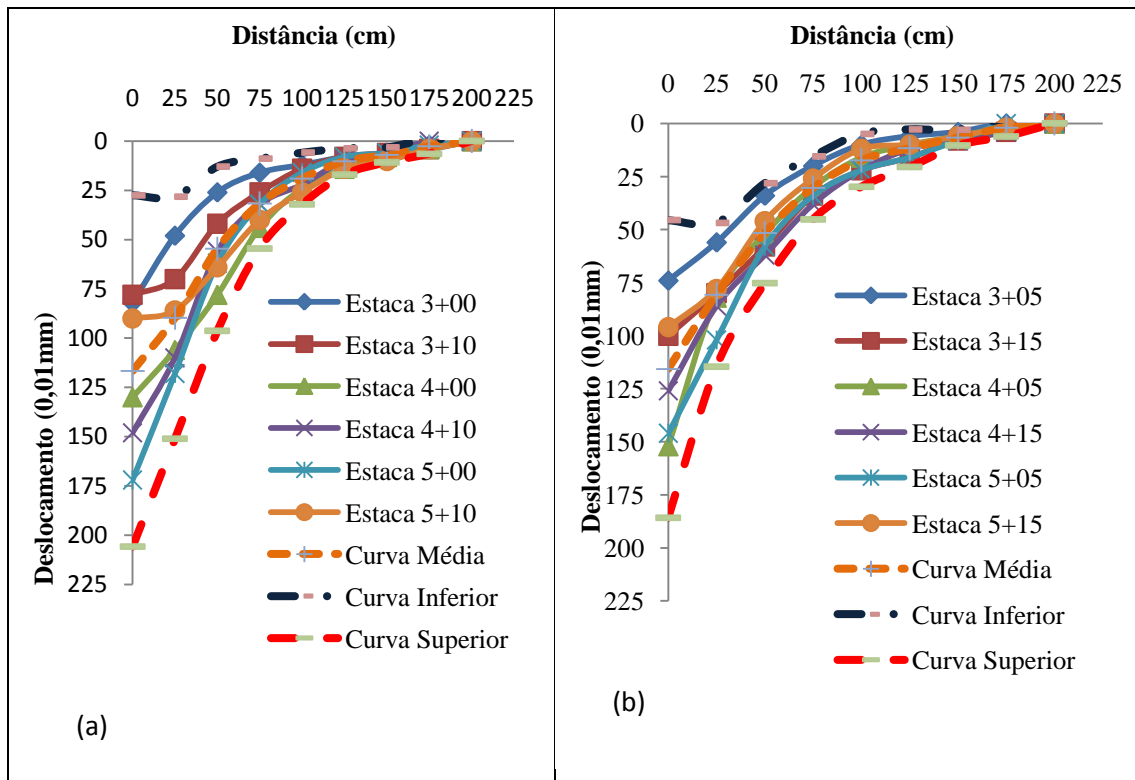 Distância (cm)
0 25 50 75 100 125 150 175 200 225
0
25
50
75
100
125
150
175
200
225
Deslocamento (0,01mm)
Estaca 3+00
Estaca 3+10
Estaca 4+00
Estaca 4+10
Estaca 5+00
Estaca 5+10
Curva Média
Curva Inferior
Curva Superior
(a)
Distância (cm)
0 25 50 75 100 125 150 175 200 225
0
25
50
75
100
125
150
175
200
225
Deslocamento (0,01mm)
Estaca 3+05
Estaca 3+15
Estaca 4+05
Estaca 4+15
Estaca 5+05
Estaca 5+15
Curva Média
Curva Inferior
Curva Superior
(b)